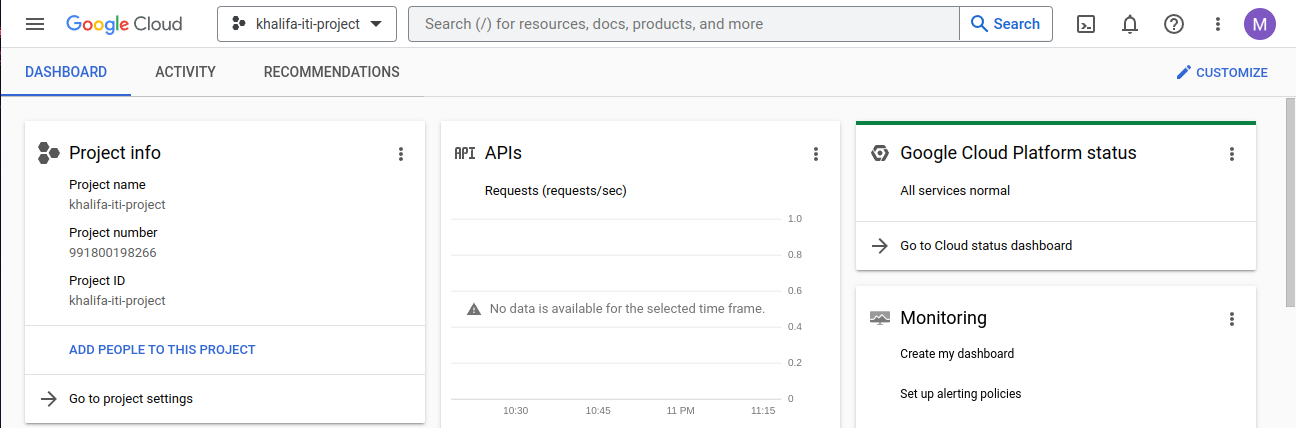 Google Cloud
khalifa-iti-project
Search (/) for resources, docs, products, and more
Search
M
DASHBOARD
ACTIVITY
RECOMMENDATIONS
CUSTOMIZE
Project info
Project name
khalifa-iti-project
Project number
991800198266
Project ID
khalifa-iti-project
ADD PEOPLE TO THIS PROJECT
Go to project settings
API APIs
Requests (requests/sec)
1.0
0.8
0.6
No data is available for the selected time frame.
0.4
0.2
0
10:30 10:45 11 PM 11:15
Google Cloud Platform status
All services normal
Go to Cloud status dashboard
Monitoring
Create my dashboard
Set up alerting policies